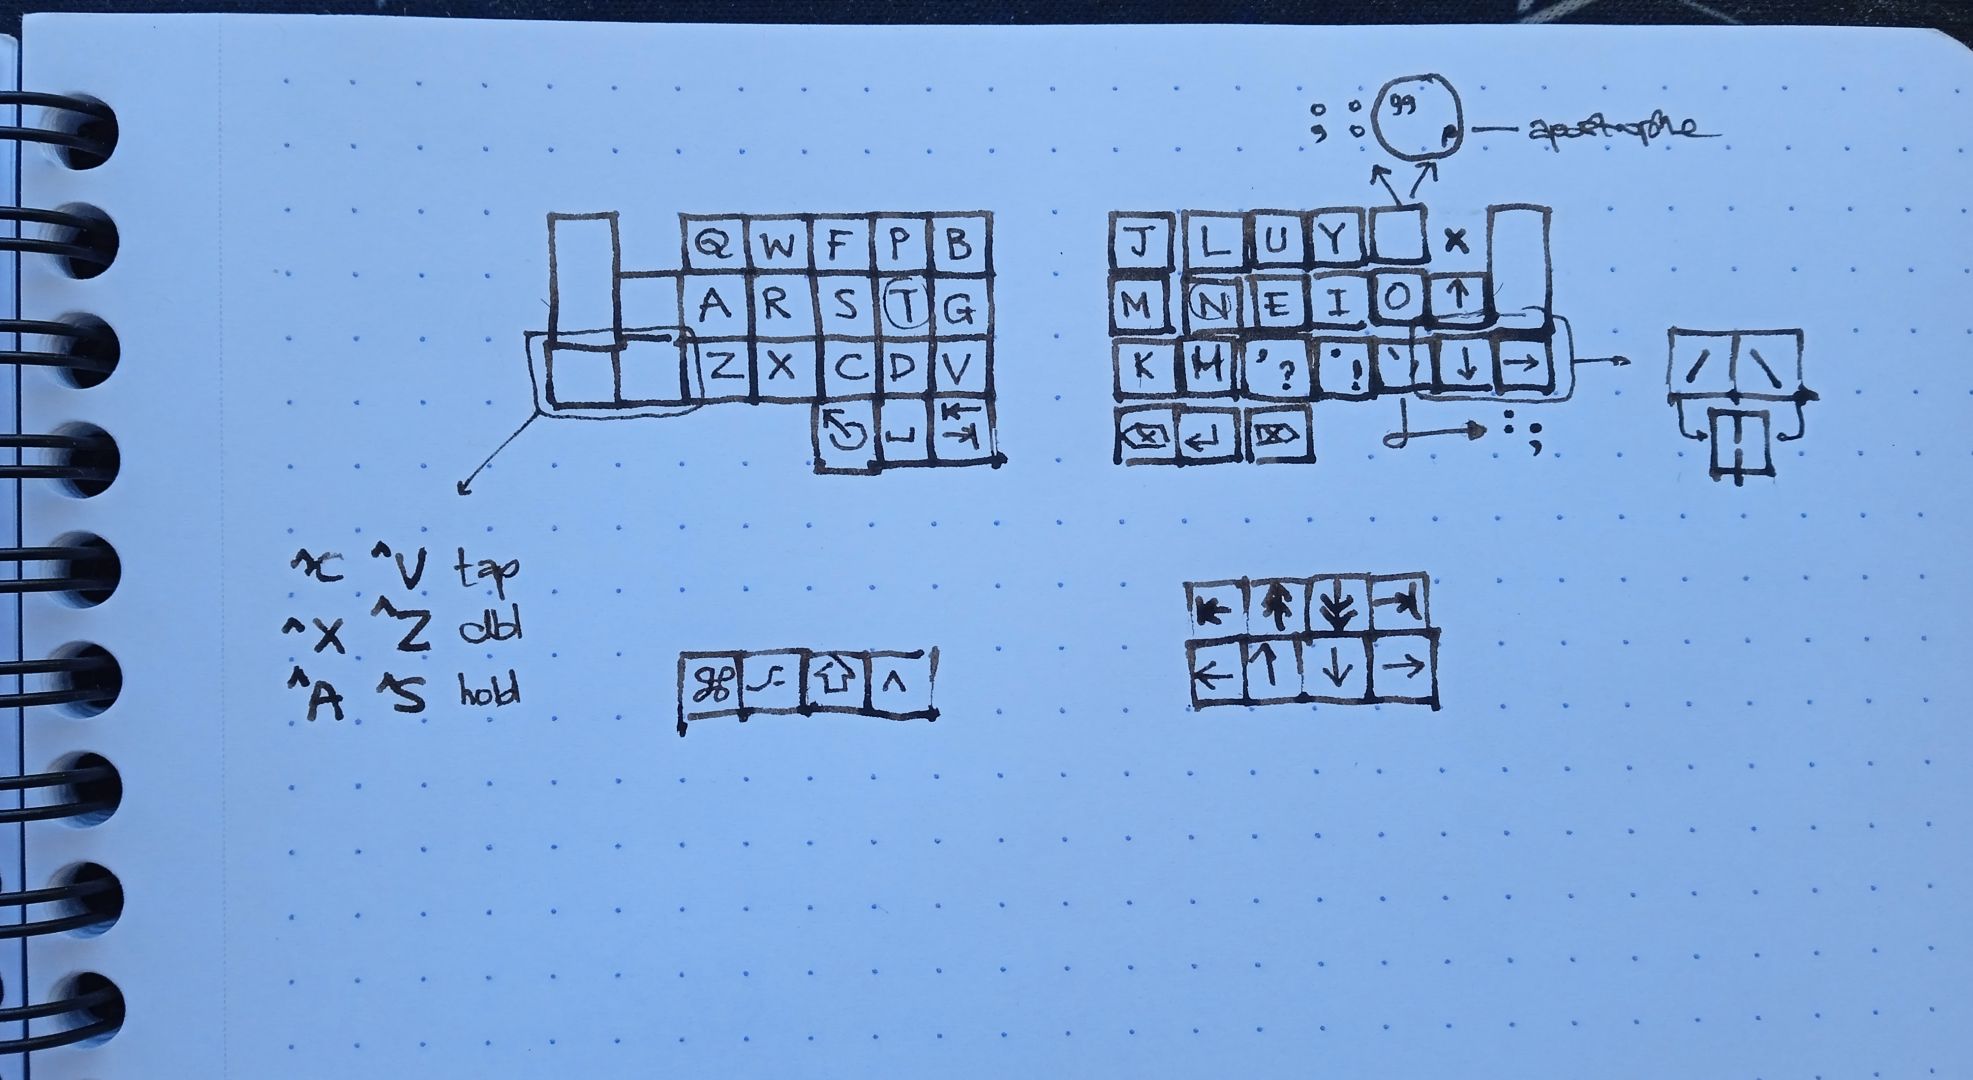 : : 99 — apostrophe
; :
Q W F P B
J L U Y x
A R S T G
M N E I O ↑
Z X C D V
K H ' ? . ! ' ↓ →
/ \
: ;
^C ^V tap
^X ^Z dbl
^A ^S hold
⌘ ⌥ ⇧ ^
← ↑ ↓ →